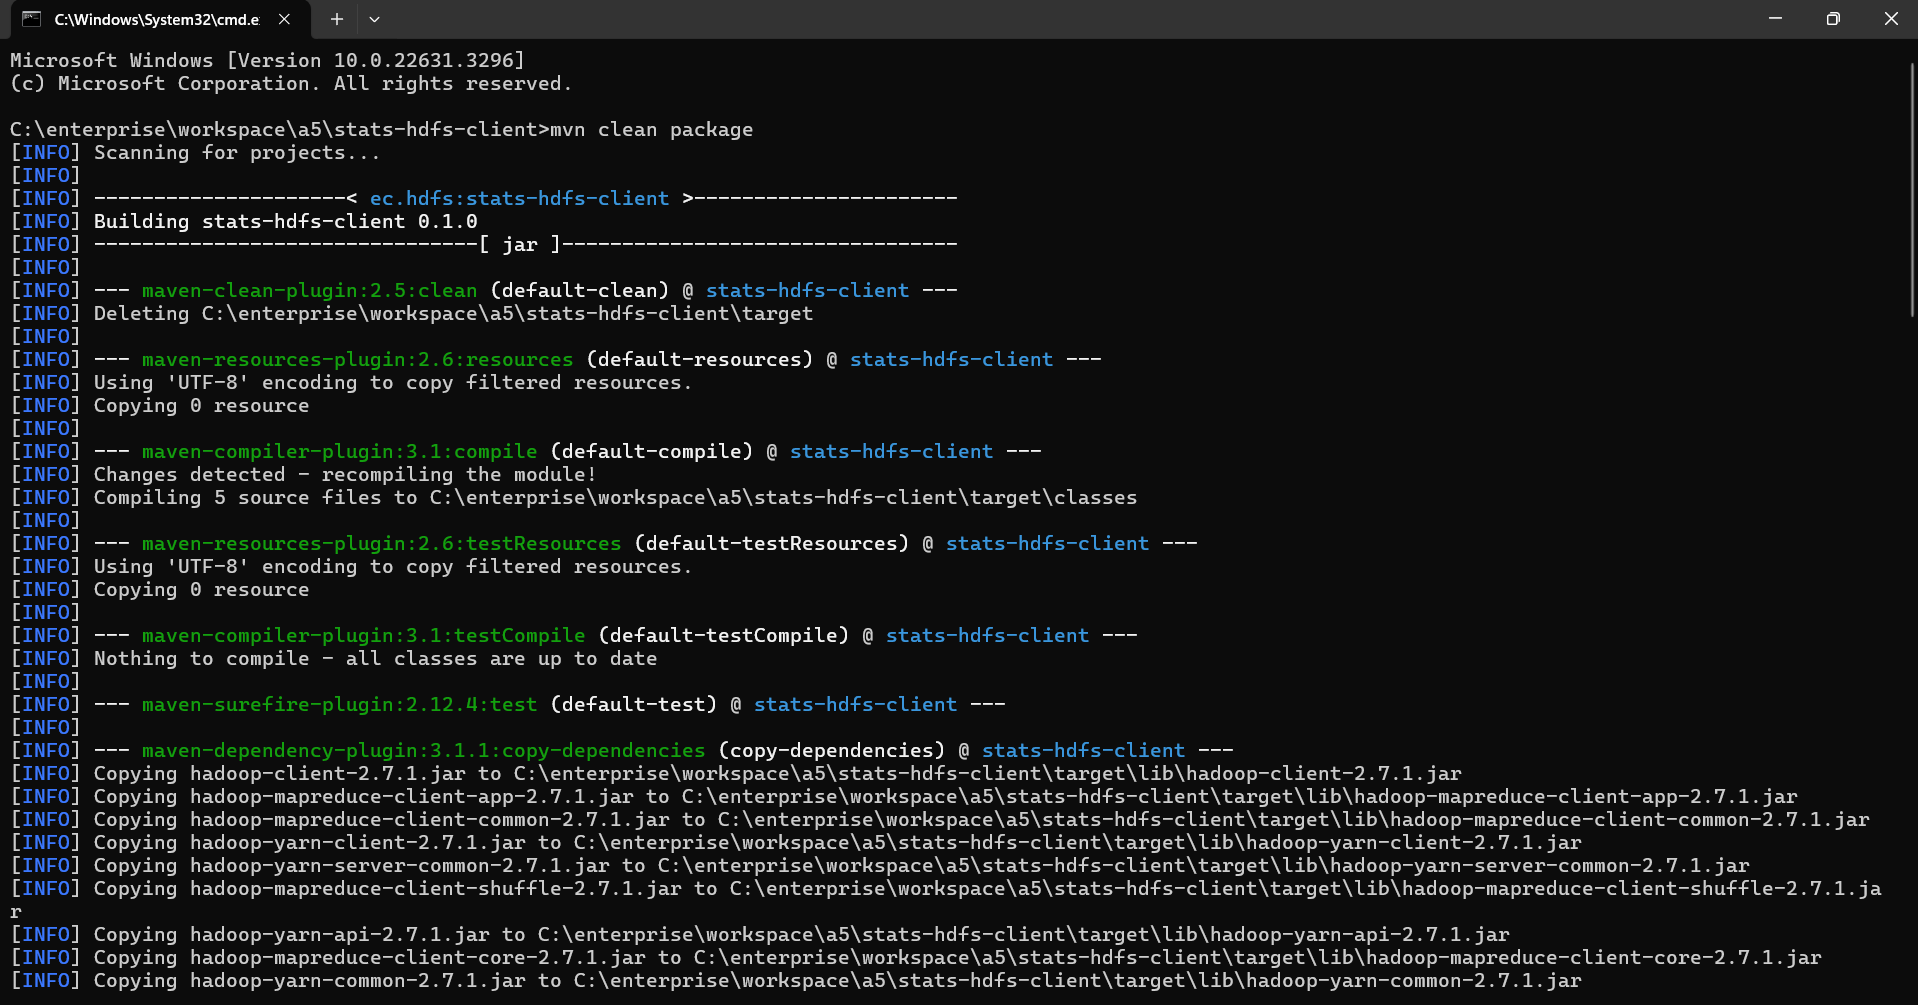 C:\Windows\System32\cmd.e
Microsoft Windows [Version 10.0.22631.3296]
(c) Microsoft Corporation. All rights reserved.
C:\enterprise\workspace\a5\stats-hdfs-client>mvn clean package
[INFO] Scanning for projects...
[INFO]
[INFO] ---------------------< ec.hdfs:stats-hdfs-client >----------------------
[INFO] Building stats-hdfs-client 0.1.0
[INFO] --------------------------------[ jar ]---------------------------------
[INFO]
[INFO] --- maven-clean-plugin:2.5:clean (default-clean) @ stats-hdfs-client ---
[INFO] Deleting C:\enterprise\workspace\a5\stats-hdfs-client\target
[INFO]
[INFO] --- maven-resources-plugin:2.6:resources (default-resources) @ stats-hdfs-client ---
[INFO] Using 'UTF-8' encoding to copy filtered resources.
[INFO] Copying 0 resource
[INFO]
[INFO] --- maven-compiler-plugin:3.1:compile (default-compile) @ stats-hdfs-client ---
[INFO] Changes detected - recompiling the module!
[INFO] Compiling 5 source files to C:\enterprise\workspace\a5\stats-hdfs-client\target\classes
[INFO]
[INFO] --- maven-resources-plugin:2.6:testResources (default-testResources) @ stats-hdfs-client ---
[INFO] Using 'UTF-8' encoding to copy filtered resources.
[INFO] Copying 0 resource
[INFO]
[INFO] --- maven-compiler-plugin:3.1:testCompile (default-testCompile) @ stats-hdfs-client ---
[INFO] Nothing to compile - all classes are up to date
[INFO]
[INFO] --- maven-surefire-plugin:2.12.4:test (default-test) @ stats-hdfs-client ---
[INFO]
[INFO] --- maven-dependency-plugin:3.1.1:copy-dependencies (copy-dependencies) @ stats-hdfs-client ---
[INFO] Copying hadoop-client-2.7.1.jar to C:\enterprise\workspace\a5\stats-hdfs-client\target\lib\hadoop-client-2.7.1.jar
[INFO] Copying hadoop-mapreduce-client-app-2.7.1.jar to C:\enterprise\workspace\a5\stats-hdfs-client\target\lib\hadoop-mapreduce-client-app-2.7.1.jar
[INFO] Copying hadoop-mapreduce-client-common-2.7.1.jar to C:\enterprise\workspace\a5\stats-hdfs-client\target\lib\hadoop-mapreduce-client-common-2.7.1.jar
[INFO] Copying hadoop-yarn-client-2.7.1.jar to C:\enterprise\workspace\a5\stats-hdfs-client\target\lib\hadoop-yarn-client-2.7.1.jar
[INFO] Copying hadoop-yarn-server-common-2.7.1.jar to C:\enterprise\workspace\a5\stats-hdfs-client\target\lib\hadoop-yarn-server-common-2.7.1.jar
[INFO] Copying hadoop-mapreduce-client-shuffle-2.7.1.jar to C:\enterprise\workspace\a5\stats-hdfs-client\target\lib\hadoop-mapreduce-client-shuffle-2.7.1.ja
r
[INFO] Copying hadoop-yarn-api-2.7.1.jar to C:\enterprise\workspace\a5\stats-hdfs-client\target\lib\hadoop-yarn-api-2.7.1.jar
[INFO] Copying hadoop-mapreduce-client-core-2.7.1.jar to C:\enterprise\workspace\a5\stats-hdfs-client\target\lib\hadoop-mapreduce-client-core-2.7.1.jar
[INFO] Copying hadoop-yarn-common-2.7.1.jar to C:\enterprise\workspace\a5\stats-hdfs-client\target\lib\hadoop-yarn-common-2.7.1.jar